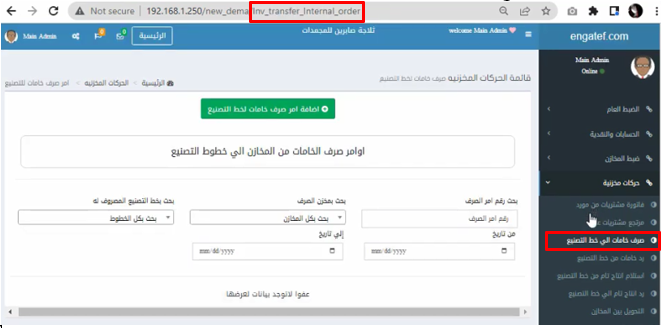 Not secure
192.168.1.250/new_dema/Inv_transfer_Internal_order
engatef.com
welcome Main Admin
ثلاجة صابرين للمجمدات
الرئيسية
Main Admin
Main Admin
Online
الضبط العام
الحسابات والنقدية
ضبط المخازن
حركات مخزنية
فاتورة مشتريات من مورد
مرتجع مشتريات
صرف خامات الي خط التصنيع
رد خامات من خط التصنيع
استلام انتاج تام من خط التصنيع
رد انتاج تام الي خط التصنيع
التحويل بين المخازن
قائمة الحركات المخزنيه صرف خامات لخط التصنيع
الرئيسية > الحركات المخزنيه > امر صرف خامات للتصنيع
اضافة امر صرف خامات لخط التصنيع
اوامر صرف الخامات من المخازن الي خطوط التصنيع
بحث رقم امر الصرف
بحث بمخزن الصرف
بحث بخط التصنيع المصروف له
رقم امر الصرف
بحث بكل المخازن
بحث بكل الخطوط
من تاريخ
إلي تاريخ
mm/dd/yyyy
mm/dd/yyyy
عفوا لاتوجد بيانات لعرضها